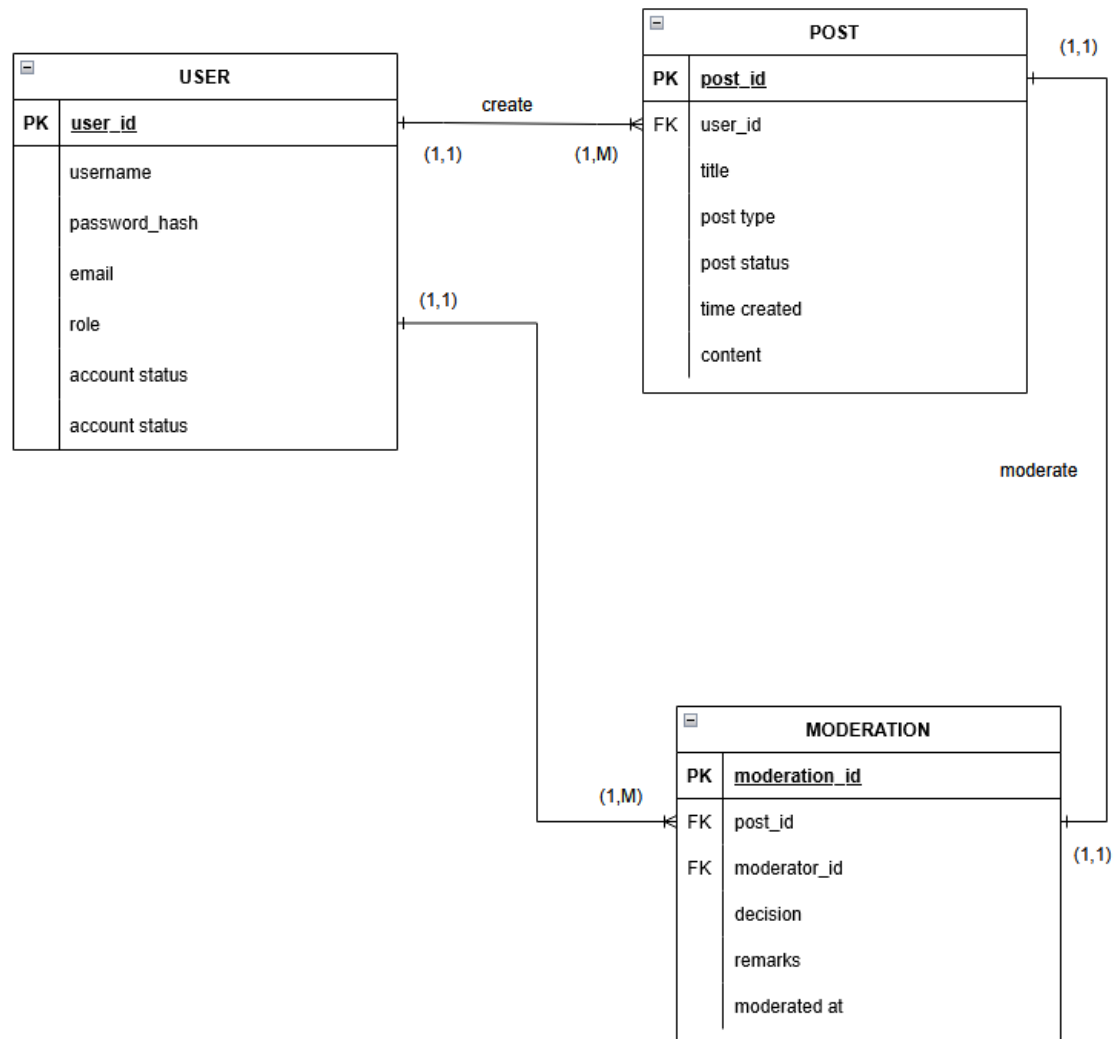 USER
PK user_id
username
password_hash
email
role
account status
account status
create
(1,1)
(1,M)
POST
PK post_id
FK user_id
title
post type
post status
time created
content
(1,1)
(1,1)
moderate
(1,M)
MODERATION
PK moderation_id
FK post_id
FK moderator_id
decision
remarks
moderated at
(1,1)